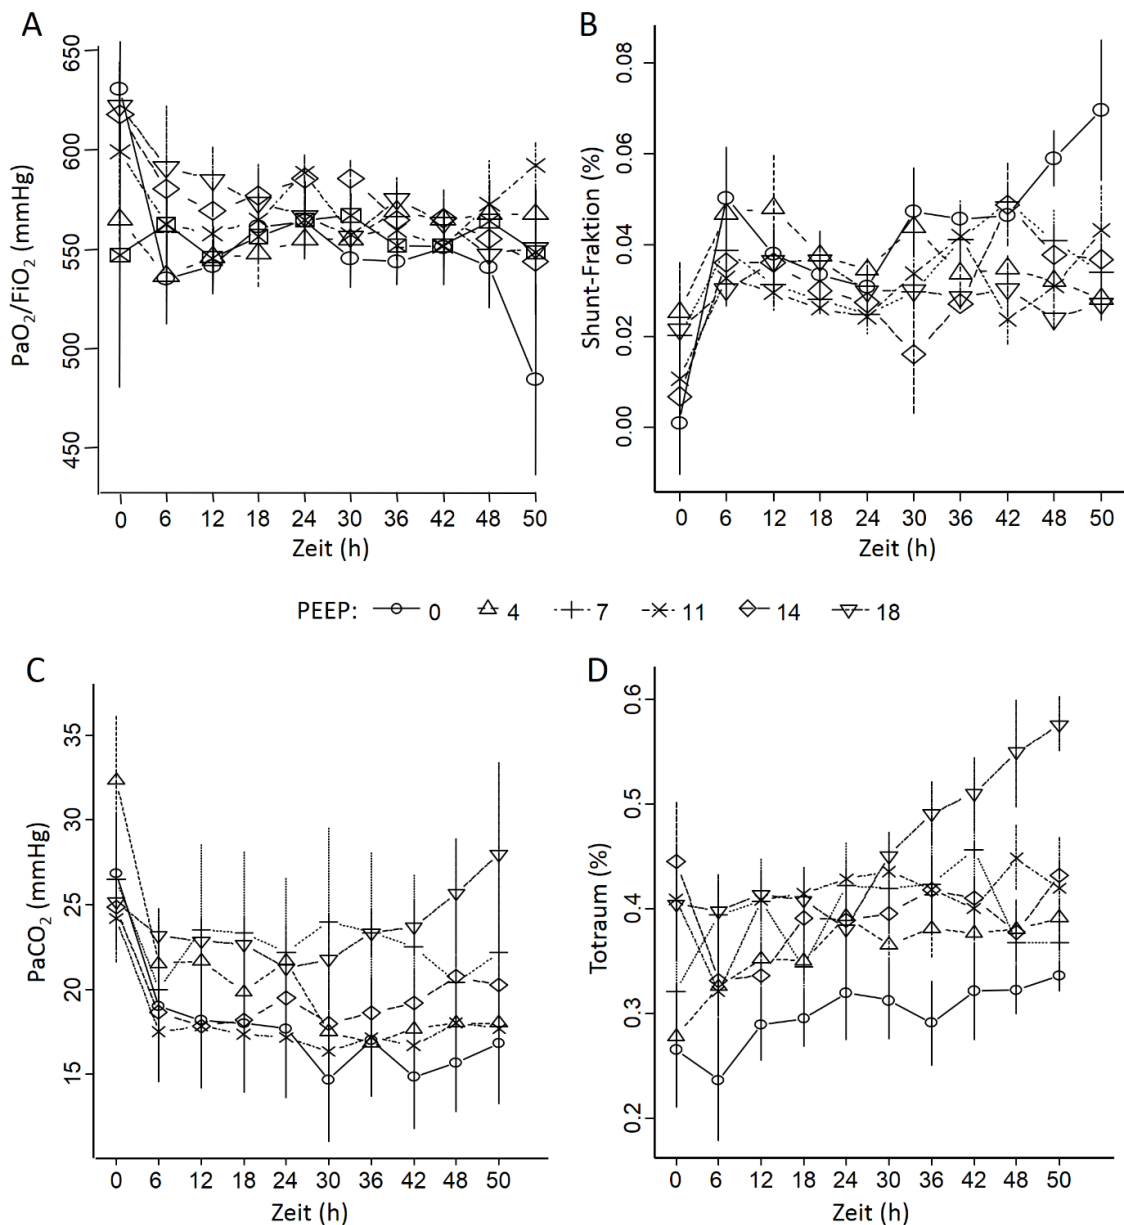 A
PaO₂/FiO₂ (mmHg)
650
600
550
500
450
0 6 12 18 24 30 36 42 48 50
Zeit (h)
B
Shunt-Fraktion (%)
0.08
0.06
0.04
0.02
0.00
0 6 12 18 24 30 36 42 48 50
Zeit (h)
PEEP: 0 4 7 11 14 18
C
PaCO₂ (mmHg)
35
30
25
20
15
0 6 12 18 24 30 36 42 48 50
Zeit (h)
D
Totraum (%)
0.6
0.5
0.4
0.3
0.2
0 6 12 18 24 30 36 42 48 50
Zeit (h)